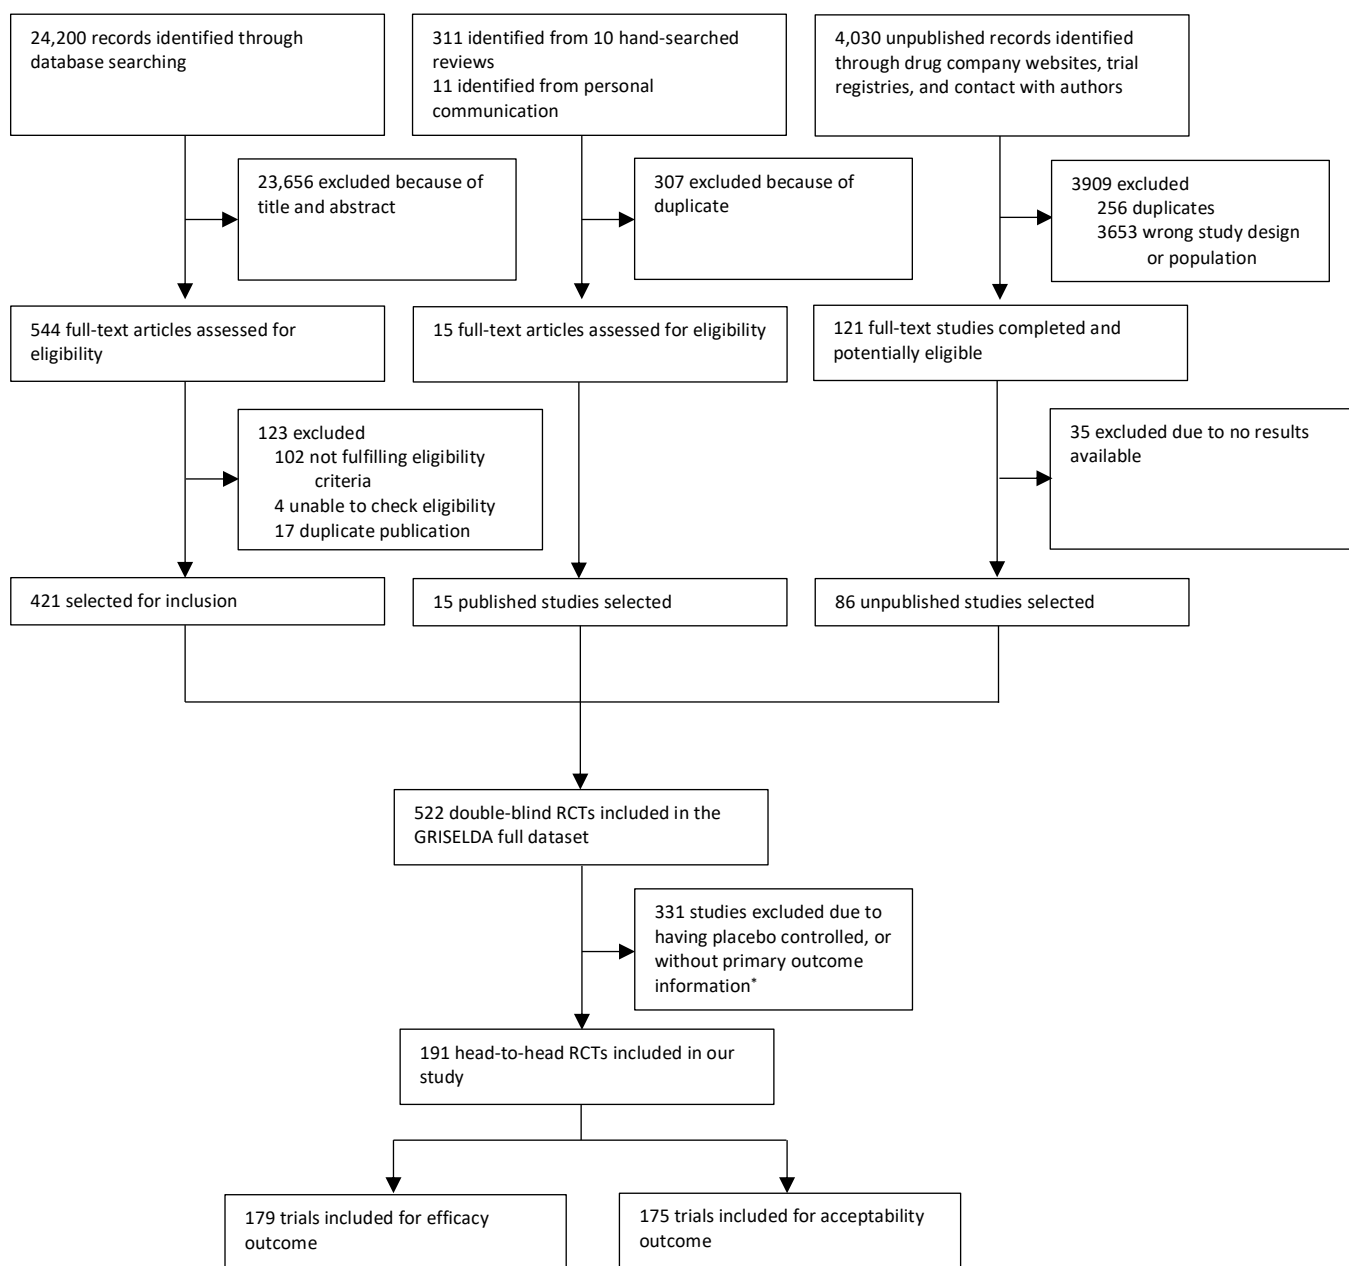 24,200 records identified through
database searching
311 identified from 10 hand-searched
reviews
11 identified from personal
communication
4,030 unpublished records identified
through drug company websites, trial
registries, and contact with authors
23,656 excluded because of
title and abstract
307 excluded because of
duplicate
3909 excluded
256 duplicates
3653 wrong study design
or population
544 full-text articles assessed for
eligibility
15 full-text articles assessed for eligibility
121 full-text studies completed and
potentially eligible
123 excluded
102 not fulfilling eligibility
criteria
4 unable to check eligibility
17 duplicate publication
35 excluded due to no results
available
421 selected for inclusion
15 published studies selected
86 unpublished studies selected
522 double-blind RCTs included in the
GRISELDA full dataset
331 studies excluded due to
having placebo controlled, or
without primary outcome
information*
191 head-to-head RCTs included in our
study
179 trials included for efficacy
outcome
175 trials included for acceptability
outcome